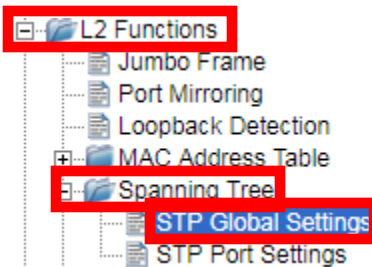 L2 Functions
Jumbo Frame
Port Mirroring
Loopback Detection
MAC Address Table
Spanning Tree
STP Global Settings
STP Port Settings